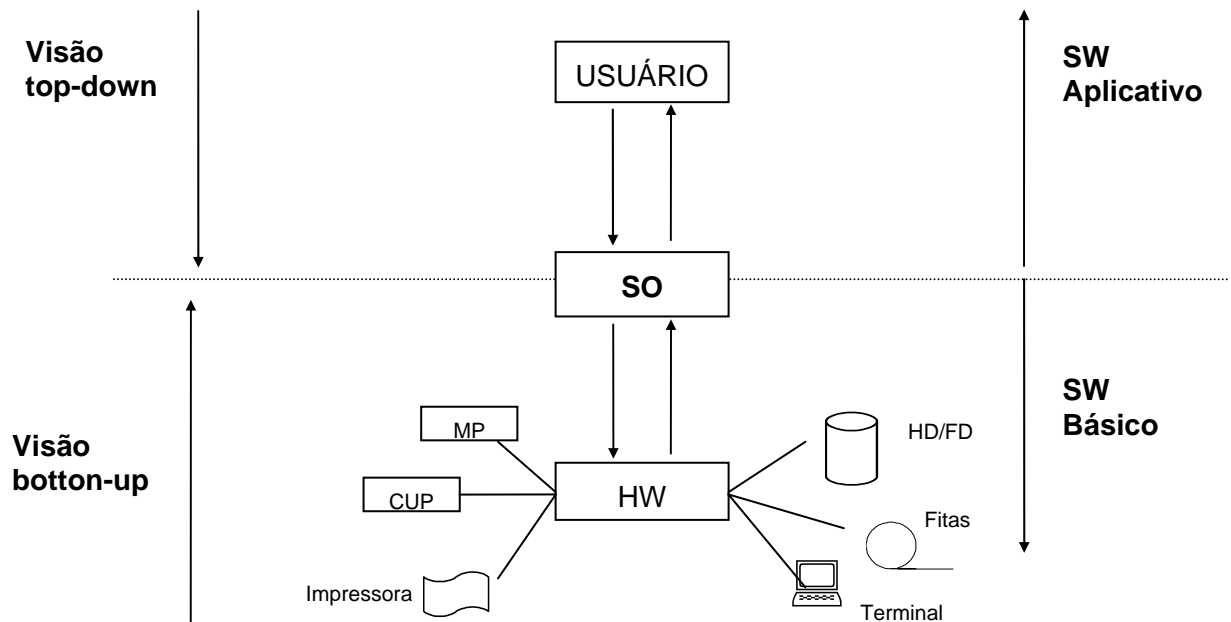 Visão
top-down
USUÁRIO
SW
Aplicativo
SO
Visão
botton-up
SW
Básico
MP
CUP
Impressora
HW
HD/FD
Fitas
Terminal